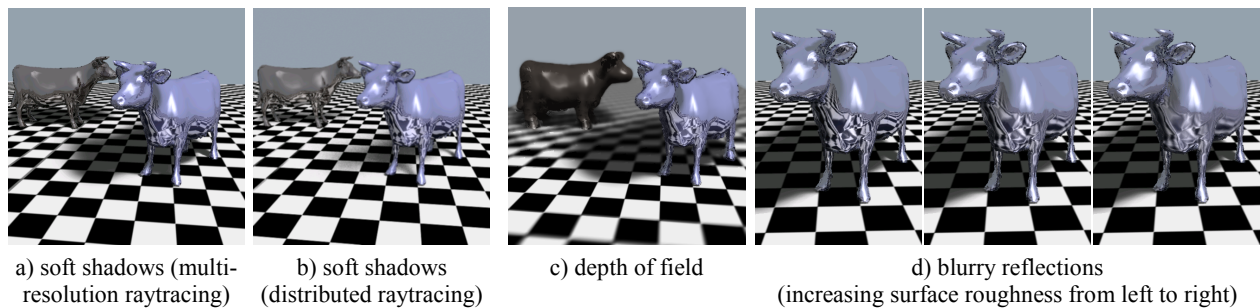 a) soft shadows (multi-
resolution raytracing)
b) soft shadows
(distributed raytracing)
c) depth of field
d) blurry reflections
(increasing surface roughness from left to right)